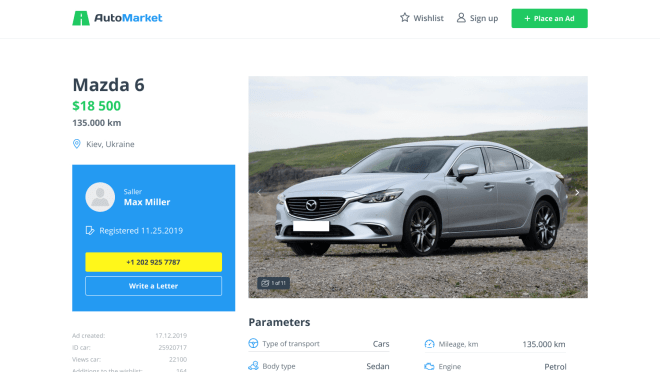 AutoMarket
Wishlist
Sign up
+ Place an Ad
Mazda 6
$18 500
135.000 km
Kiev, Ukraine
Saller
Max Miller
Registered 11.25.2019
+1 202 925 7787
Write a Letter
1 of 11
Ad created: 17.12.2019
ID car: 25920717
Views car: 22100
Additions to the wishlist: 164
Parameters
Type of transport Cars
Mileage, km 135.000 km
Body type Sedan
Engine Petrol